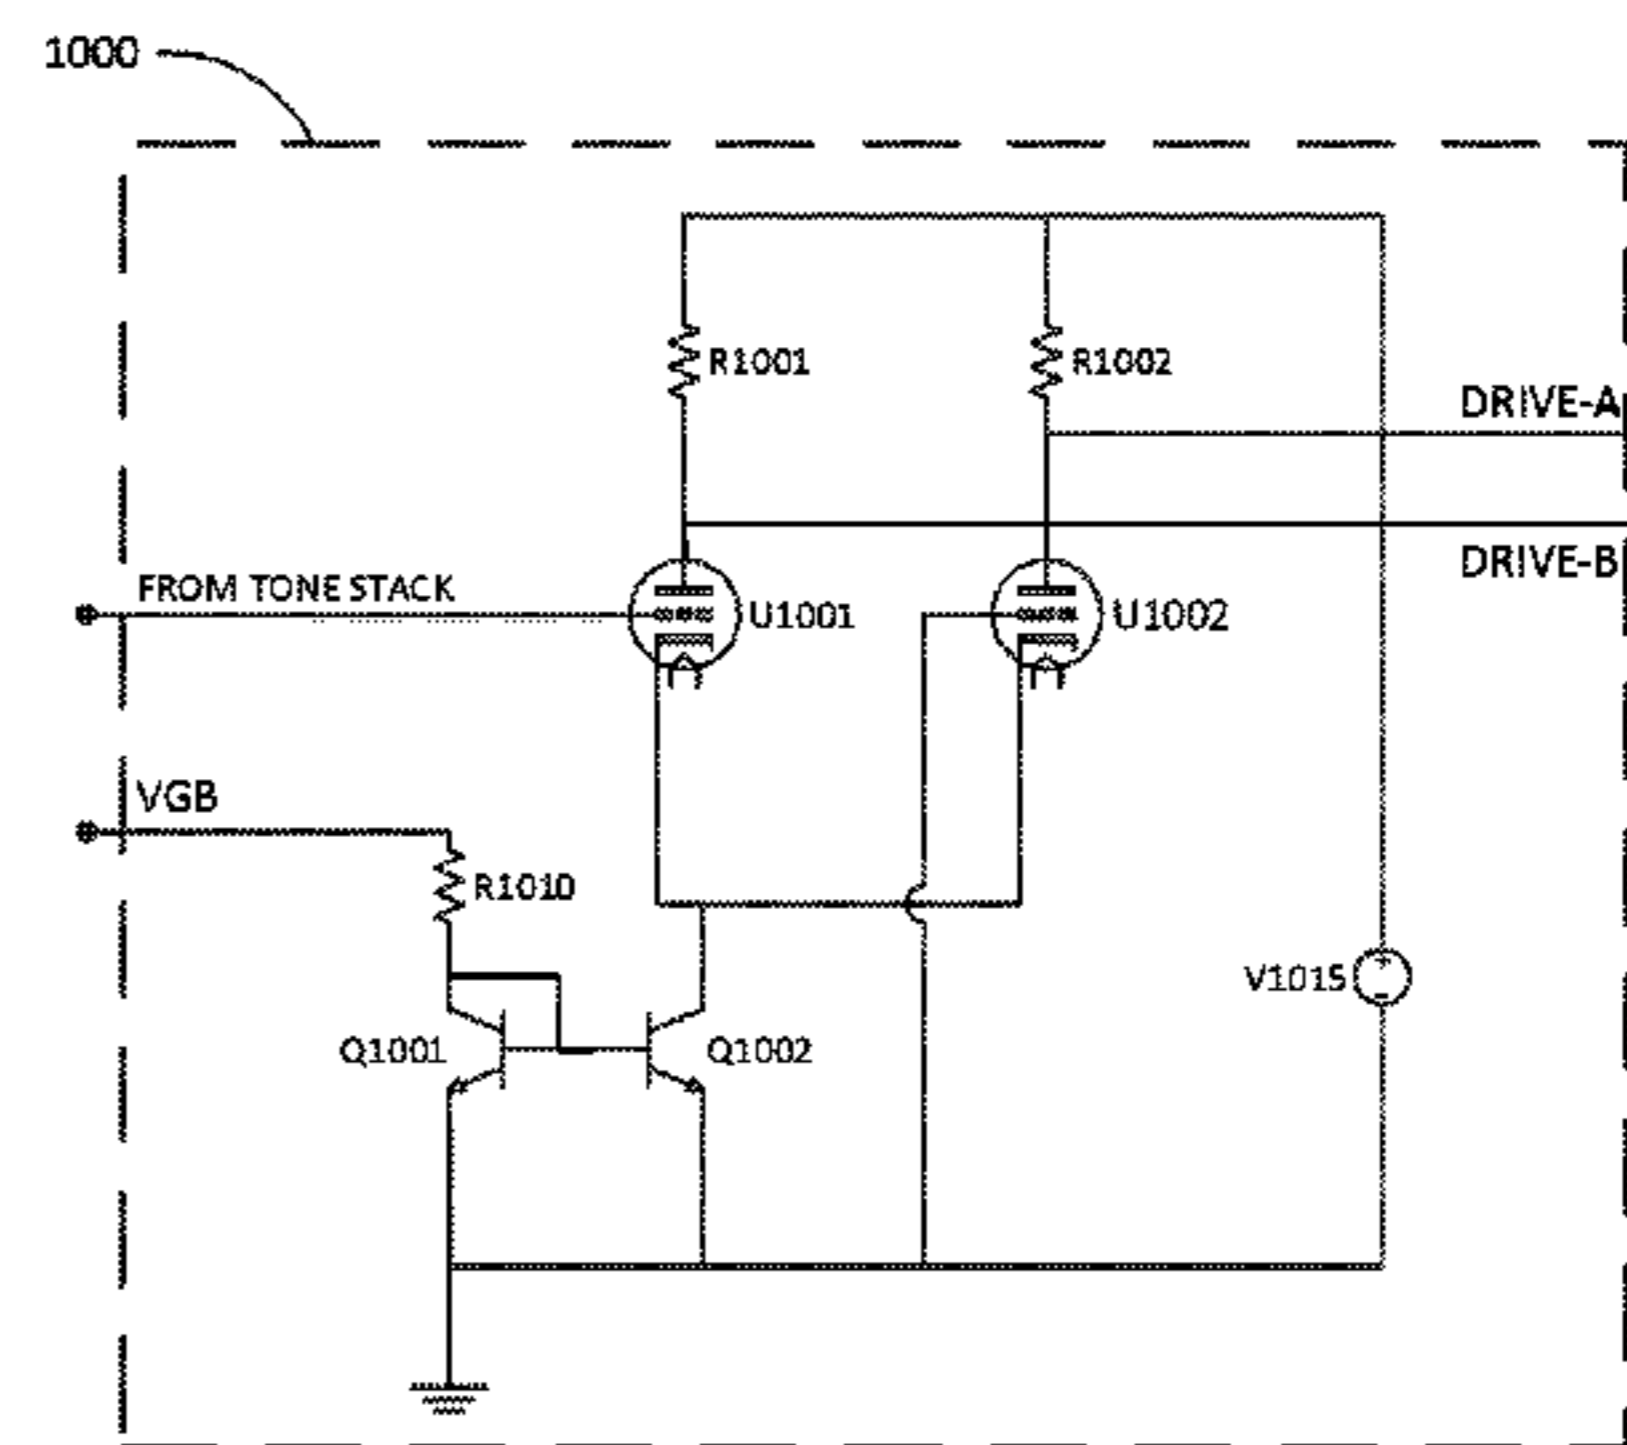 1000
R1001
R1002
DRIVE-A
DRIVE-B
FROM TONE STACK
U1001
U1002
VGB
R1010
V1015
Q1001
Q1002